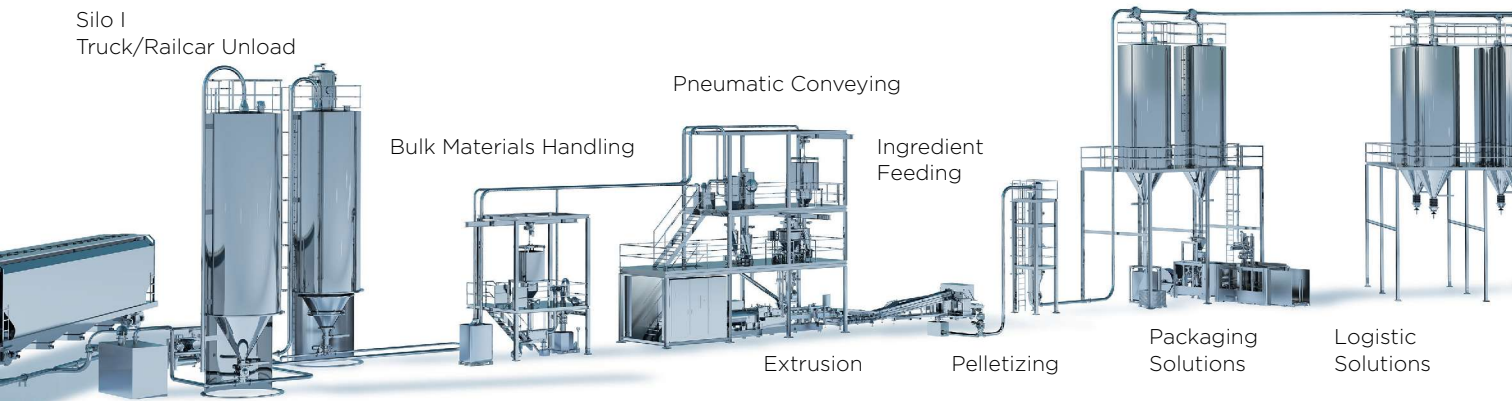 Silo |
Truck/Railcar Unload
Bulk Materials Handling
Pneumatic Conveying
Ingredient
Feeding
Extrusion
Pelletizing
Packaging
Solutions
Logistic
Solutions